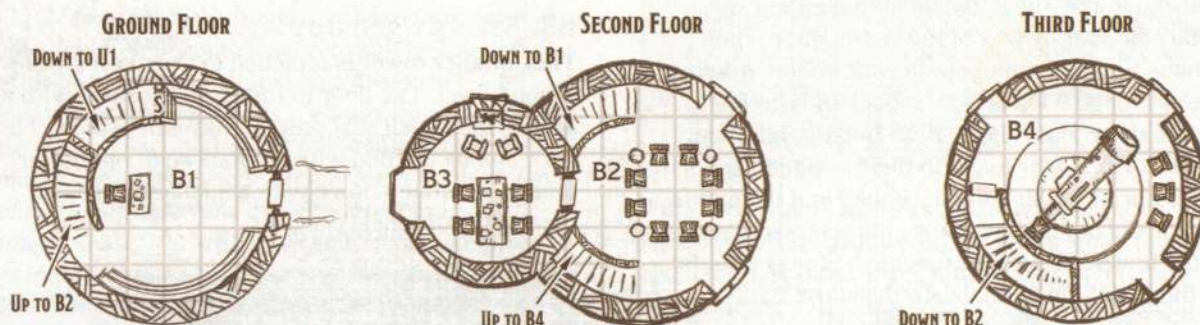 GROUND FLOOR
DOWN TO U1
S
B1
UP TO B2
SECOND FLOOR
DOWN TO B1
B3
B2
UP TO B4
THIRD FLOOR
B4
DOWN TO B2